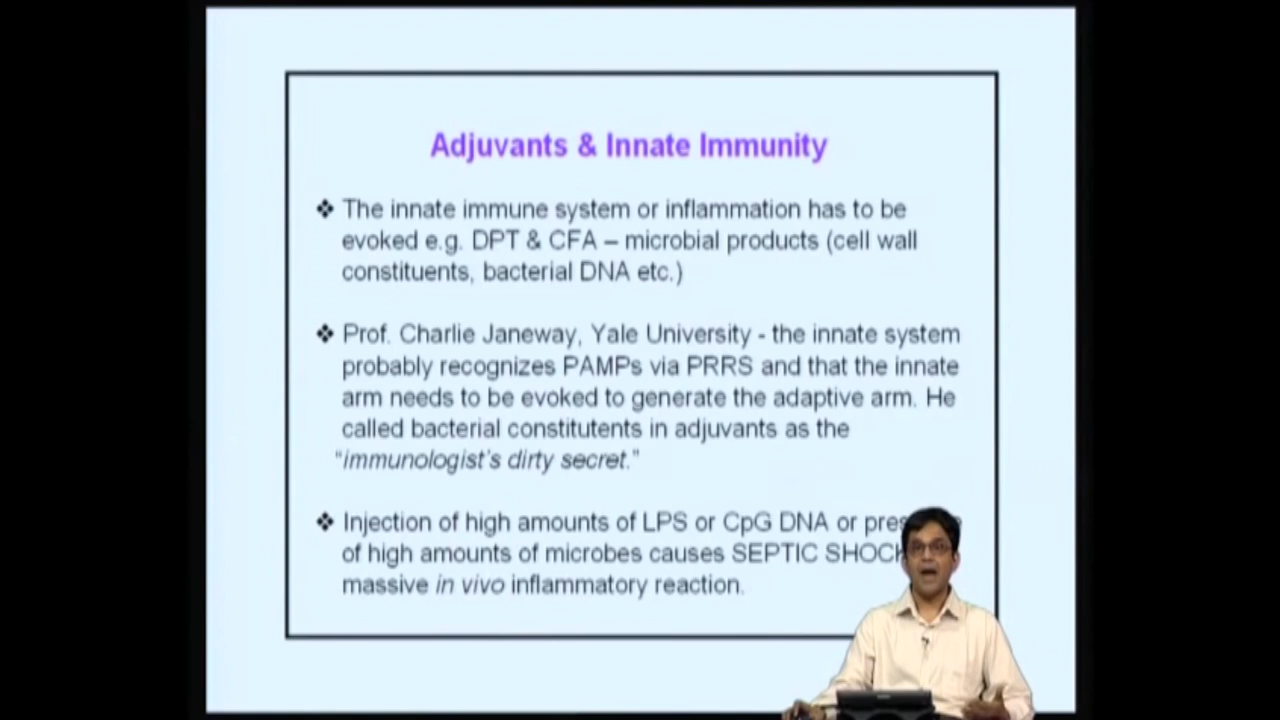 Adjuvants & Innate Immunity
❖ The innate immune system or inflammation has to be
evoked e.g. DPT & CFA – microbial products (cell wall
constituents, bacterial DNA etc.)
❖ Prof. Charlie Janeway, Yale University - the innate system
probably recognizes PAMPs via PRRS and that the innate
arm needs to be evoked to generate the adaptive arm. He
called bacterial constitutents in adjuvants as the
“immunologist’s dirty secret.”
❖ Injection of high amounts of LPS or CpG DNA or
of high amounts of microbes causes SEPTIC
massive in vivo inflammatory reaction.